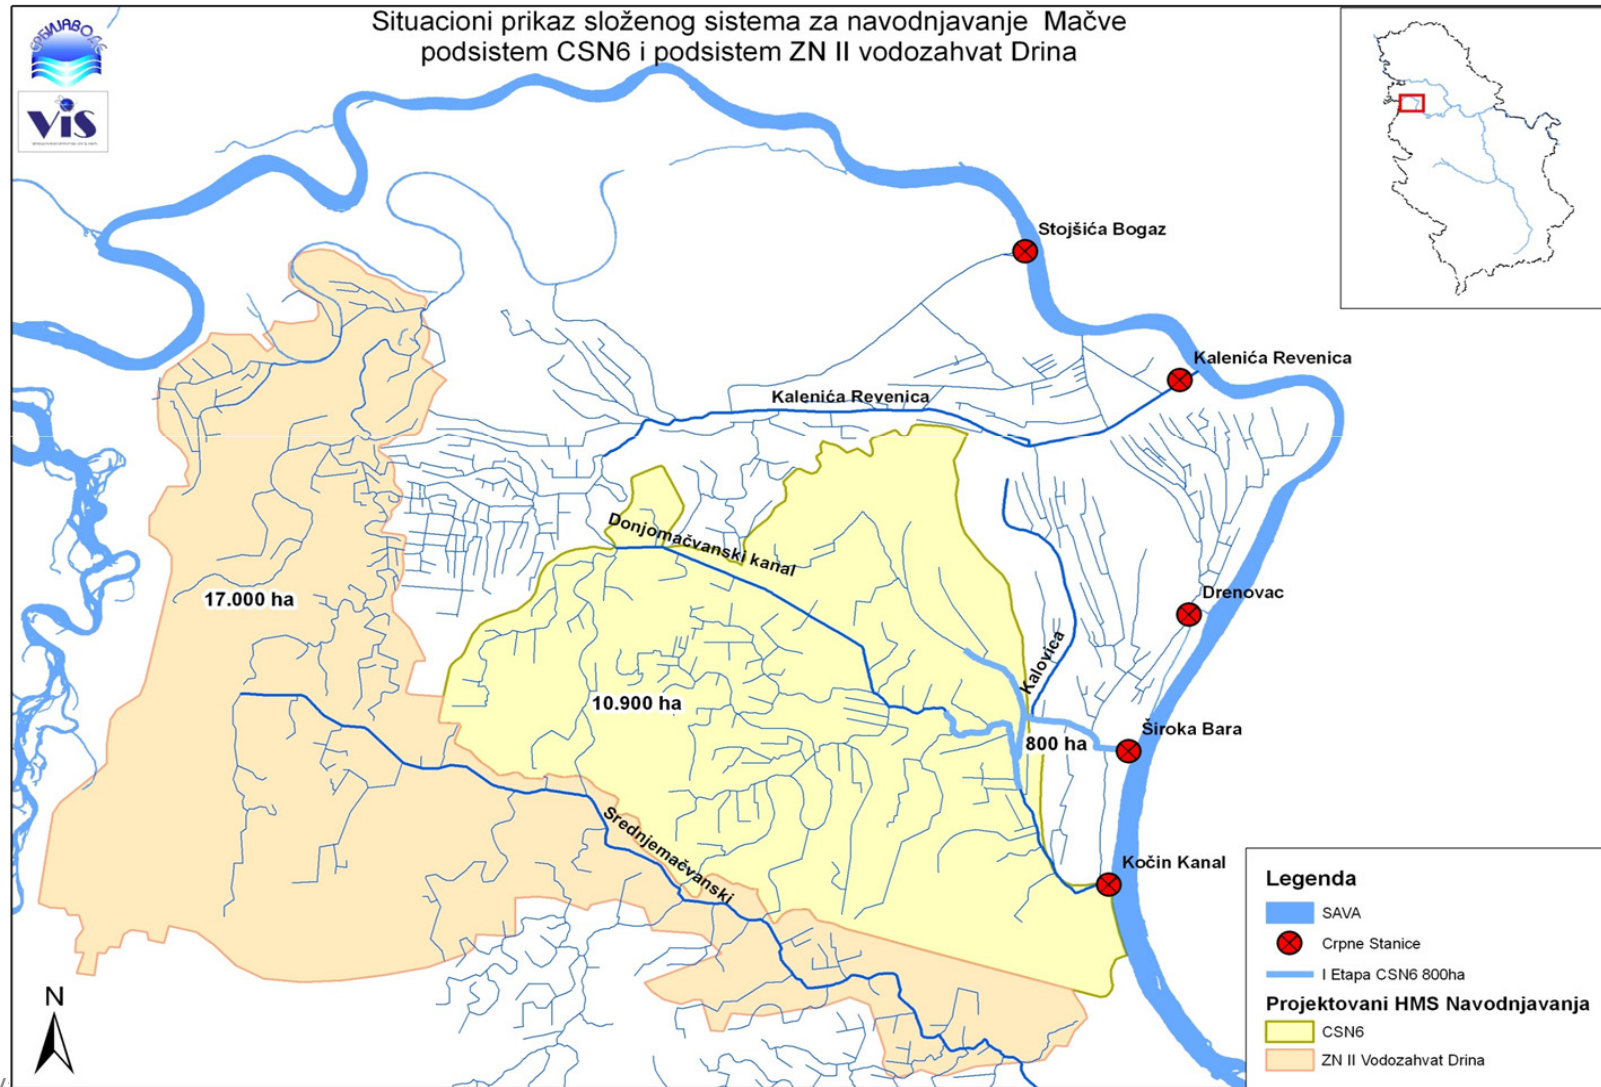 Situacioni prikaz složenog sistema za navodnjavanje Mačve
podsistem CSN6 i podsistem ZN II vodozahvat Drina
СРБИЈАВОДЕ
ViS
Stojšića Bogaz
Kalenića Revenica
Kalenića Revenica
Donjomačvanski kanal
17.000 ha
Drenovac
Kalovica
10.900 ha
Široka Bara
800 ha
Srednjemačvanski
Kočin Kanal
N
Legenda
SAVA
Crpne Stanice
I Etapa CSN6 800ha
Projektovani HMS Navodnjavanja
CSN6
ZN II Vodozahvat Drina